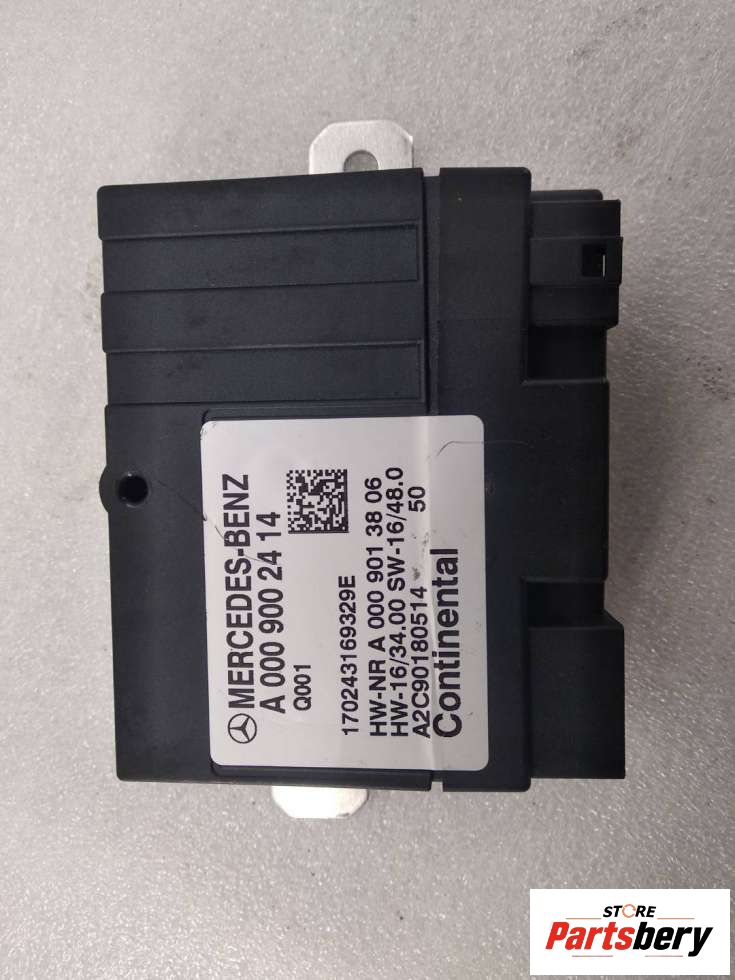 MERCEDES-BENZ
A 000 900 24 14
Q001
170243169329E
HW-NR A 000 901 38 06
HW-16/34.00 SW-16/48.0
A2C90180514 50
Continental
STORE
Partsbery